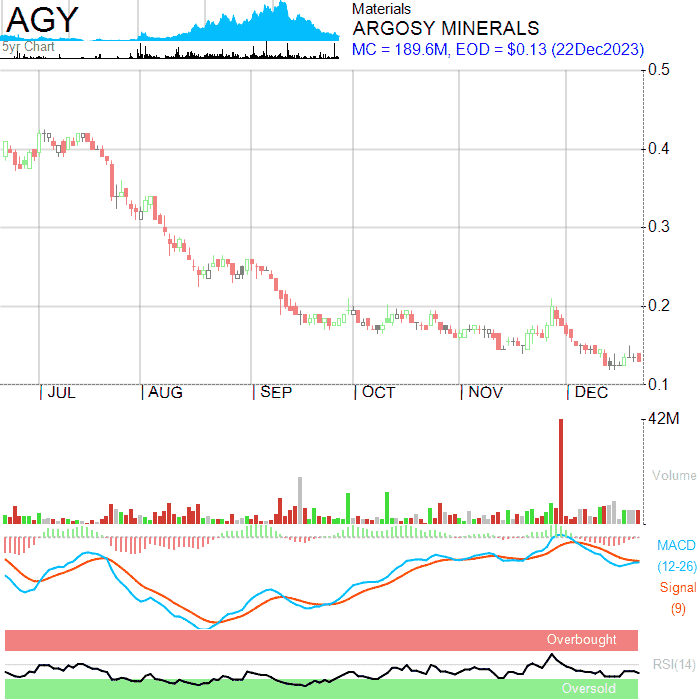 AGY
5yr Chart
Materials
ARGOSY MINERALS
MC = 189.6M, EOD = $0.13 (22Dec2023)
0.5
0.4
0.3
0.2
0.1
JUL AUG SEP OCT NOV DEC
42M
Volume
MACD
(12-26)
Signal
(9)
Overbought
RSI(14)
Oversold